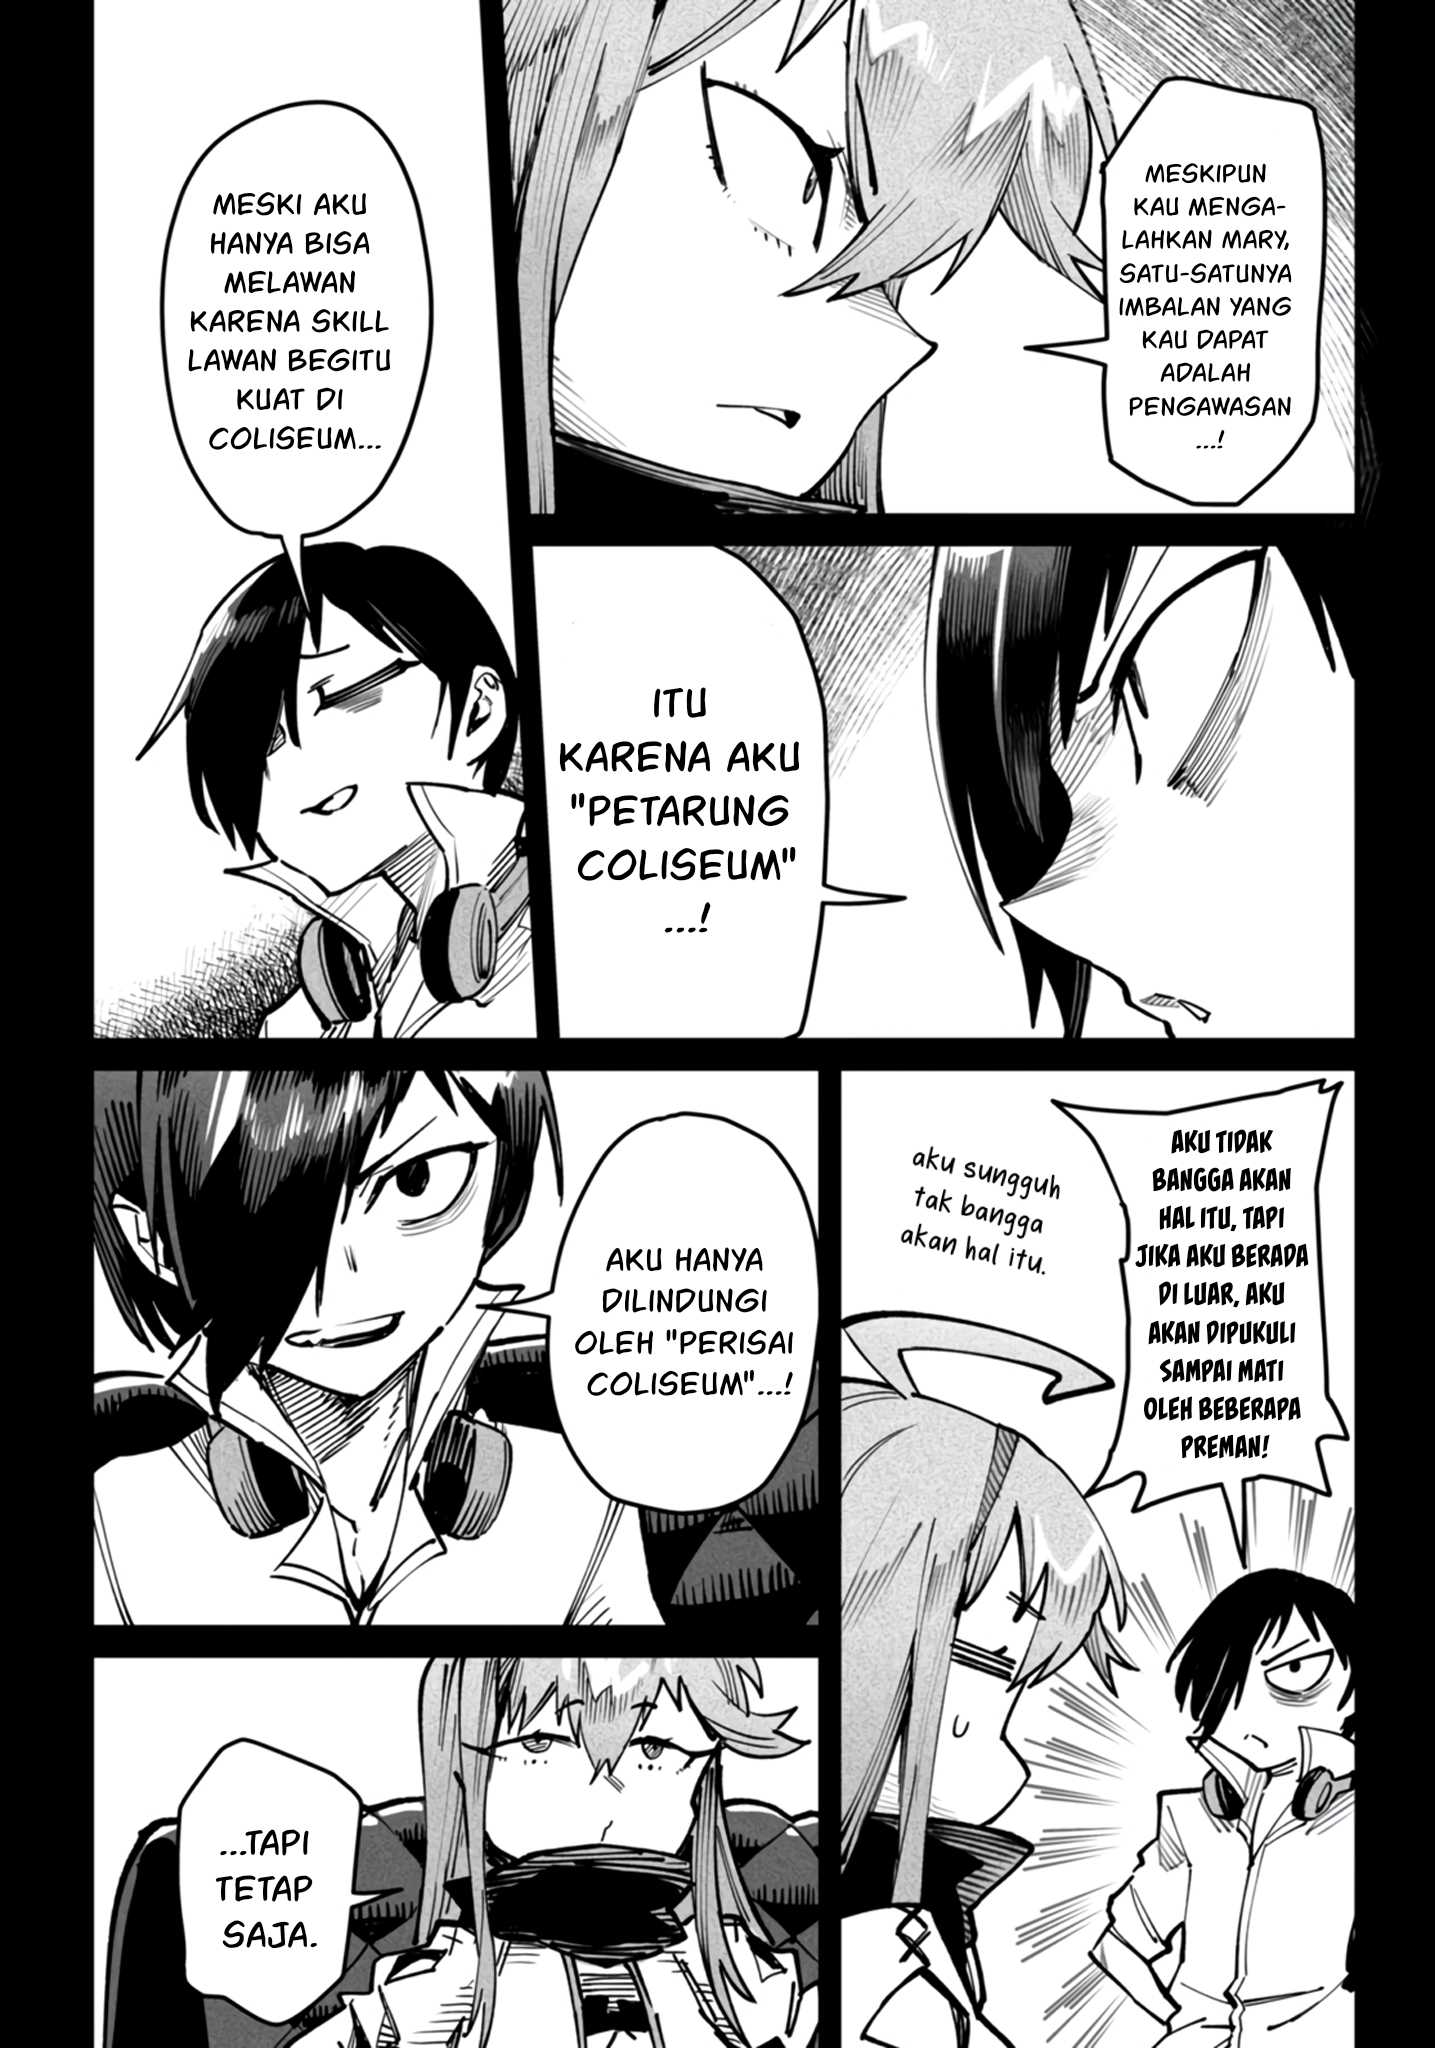 MESKIPUN
KAU MENGA-
LAHKAN MARY,
SATU-SATUNYA
IMBALAN YANG
KAU DAPAT
ADALAH
PENGAWASAN
...!
ITU
KARENA AKU
"PETARUNG
COLISEUM"
...!
MESKI AKU
HANYA BISA
MELAWAN
KARENA SKILL
LAWAN BEGITU
KUAT DI
COLISEUM...
AKU TIDAK
BANGGA AKAN
HAL ITU, TAPI
JIKA AKU BERADA
DI LUAR, AKU
AKAN DIPUKULI
SAMPAI MATI
OLEH BEBERAPA
PREMAN!
aku sungguh
tak bangga
akan hal itu.
AKU HANYA
DILINDUNGI
OLEH "PERISAI
COLISEUM"...!
...TAPI
TETAP
SAJA.